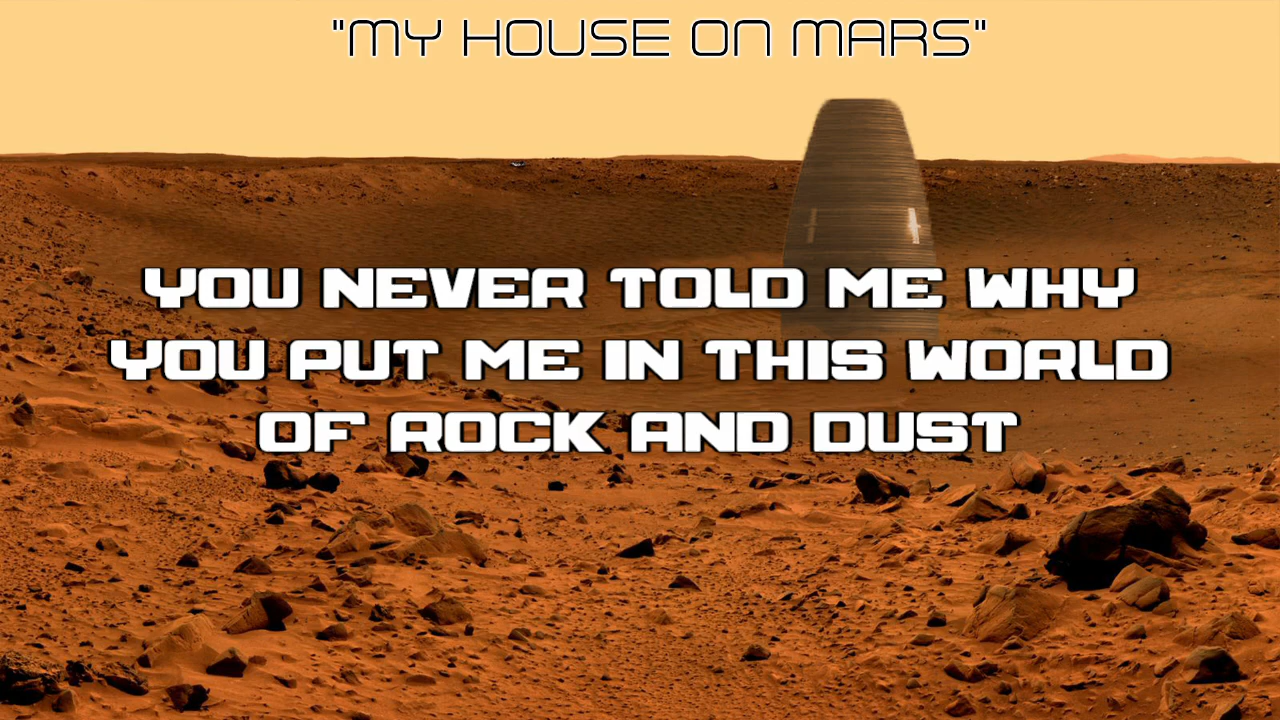 "MY HOUSE ON MARS"
YOU NEVER TOLD ME WHY
YOU PUT ME IN THIS WORLD
OF ROCK AND DUST